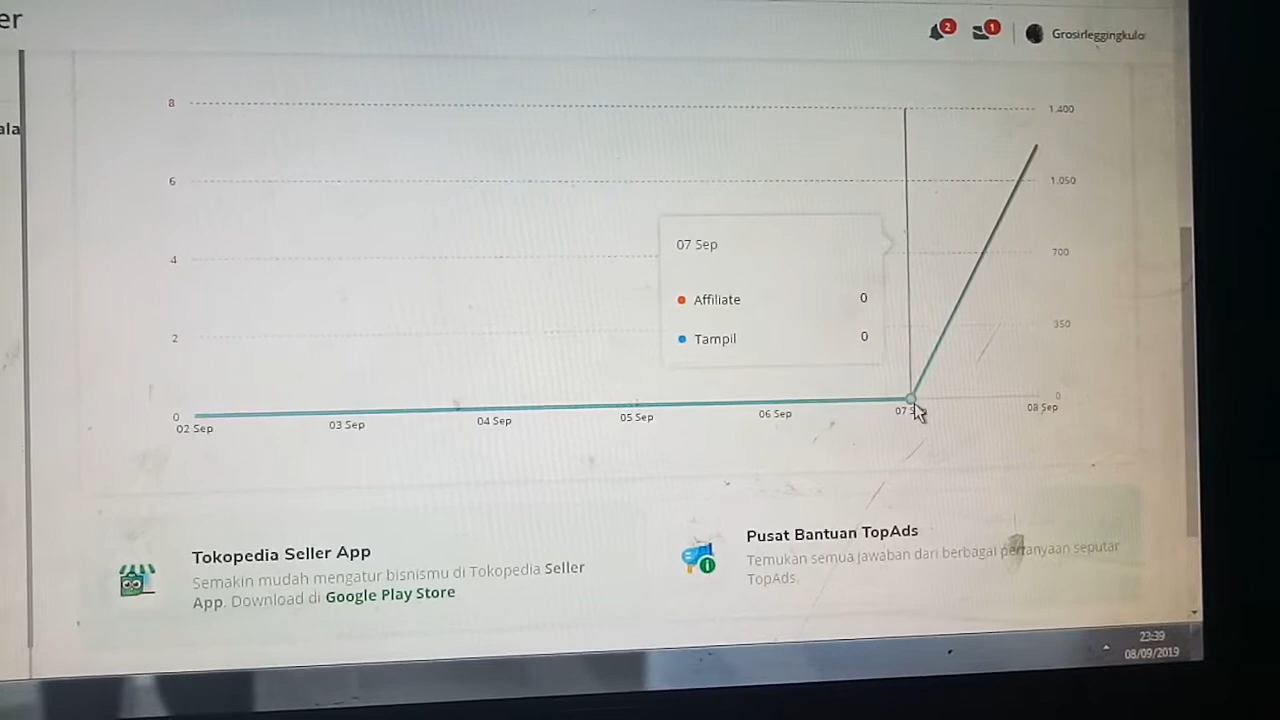 er
2
1
Grosirleggingkulo
ala
8
1.400
6
1.050
4
700
2
350
0
0
07 Sep
Affiliate 0
Tampil 0
02 Sep
03 Sep
04 Sep
05 Sep
06 Sep
07 S
08 Sep
Tokopedia Seller App
Semakin mudah mengatur bisnismu di Tokopedia Seller
App. Download di Google Play Store
Pusat Bantuan TopAds
Temukan semua jawaban dari berbagai pertanyaan seputar
TopAds.
23:39
08/09/2019